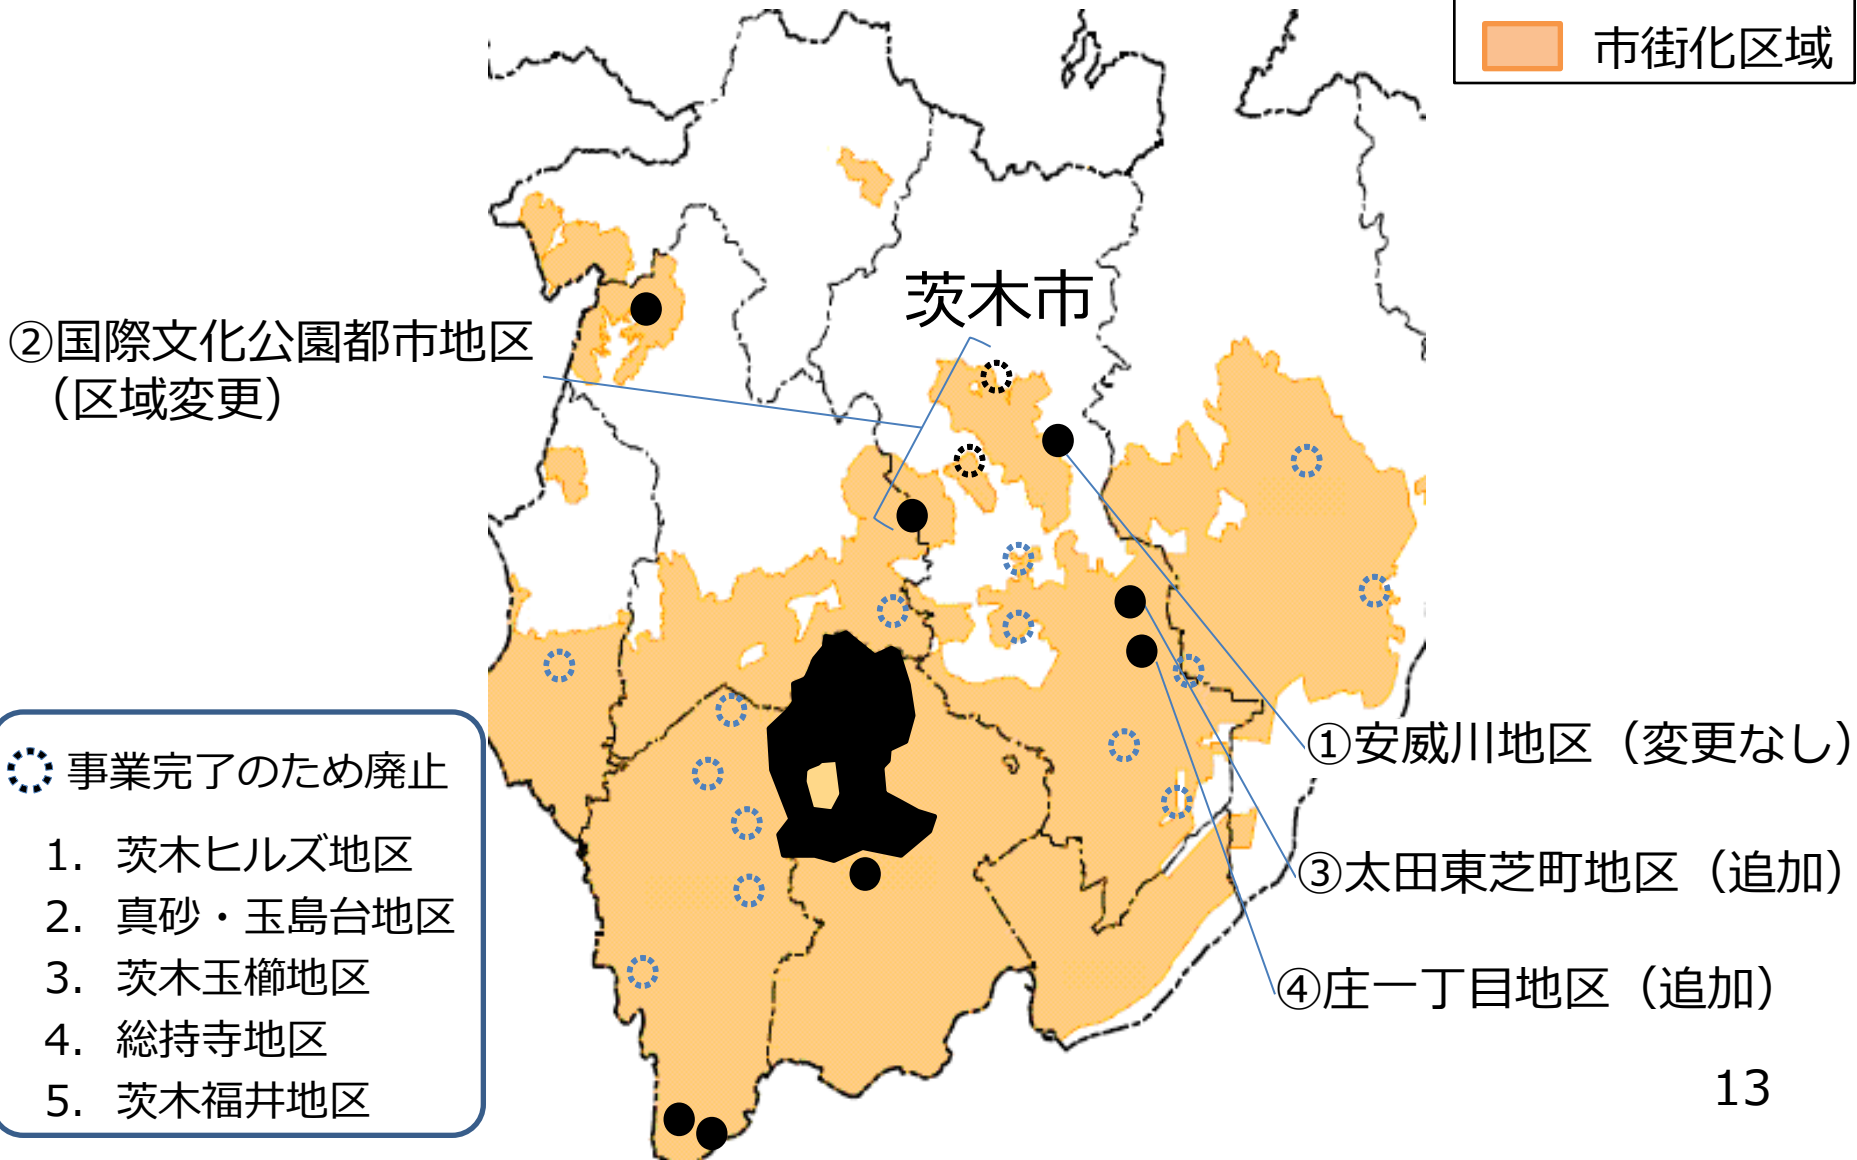 市街化区域
茨木市
②国際文化公園都市地区
（区域変更）
①安威川地区（変更なし）
事業完了のため廃止
1. 茨木ヒルズ地区
2. 真砂・玉島台地区
3. 茨木玉櫛地区
4. 総持寺地区
5. 茨木福井地区
③太田東芝町地区（追加）
④庄一丁目地区（追加）
13